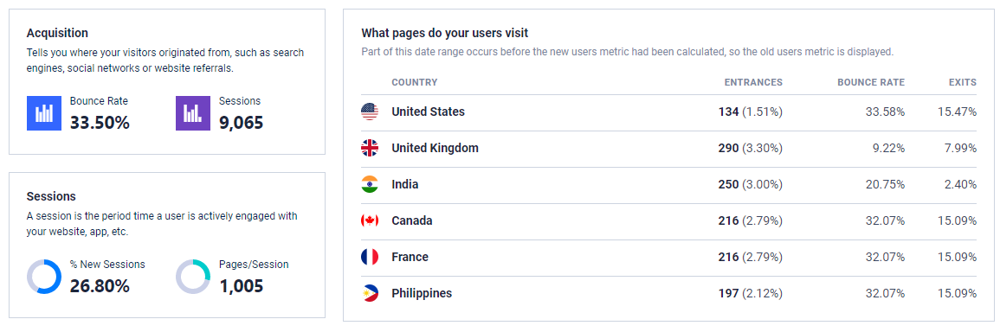 Acquisition
Tells you where your visitors originated from, such as search
engines, social networks or website referrals.
Bounce Rate
33.50%
Sessions
9,065
Sessions
A session is the period time a user is actively engaged with
your website, app, etc.
% New Sessions
26.80%
Pages/Session
1,005
What pages do your users visit
Part of this date range occurs before the new users metric had been calculated, so the old users metric is displayed.
COUNTRY ENTRANCES BOUNCE RATE EXITS
United States 134 (1.51%) 33.58% 15.47%
United Kingdom 290 (3.30%) 9.22% 7.99%
India 250 (3.00%) 20.75% 2.40%
Canada 216 (2.79%) 32.07% 15.09%
France 216 (2.79%) 32.07% 15.09%
Philippines 197 (2.12%) 32.07% 15.09%